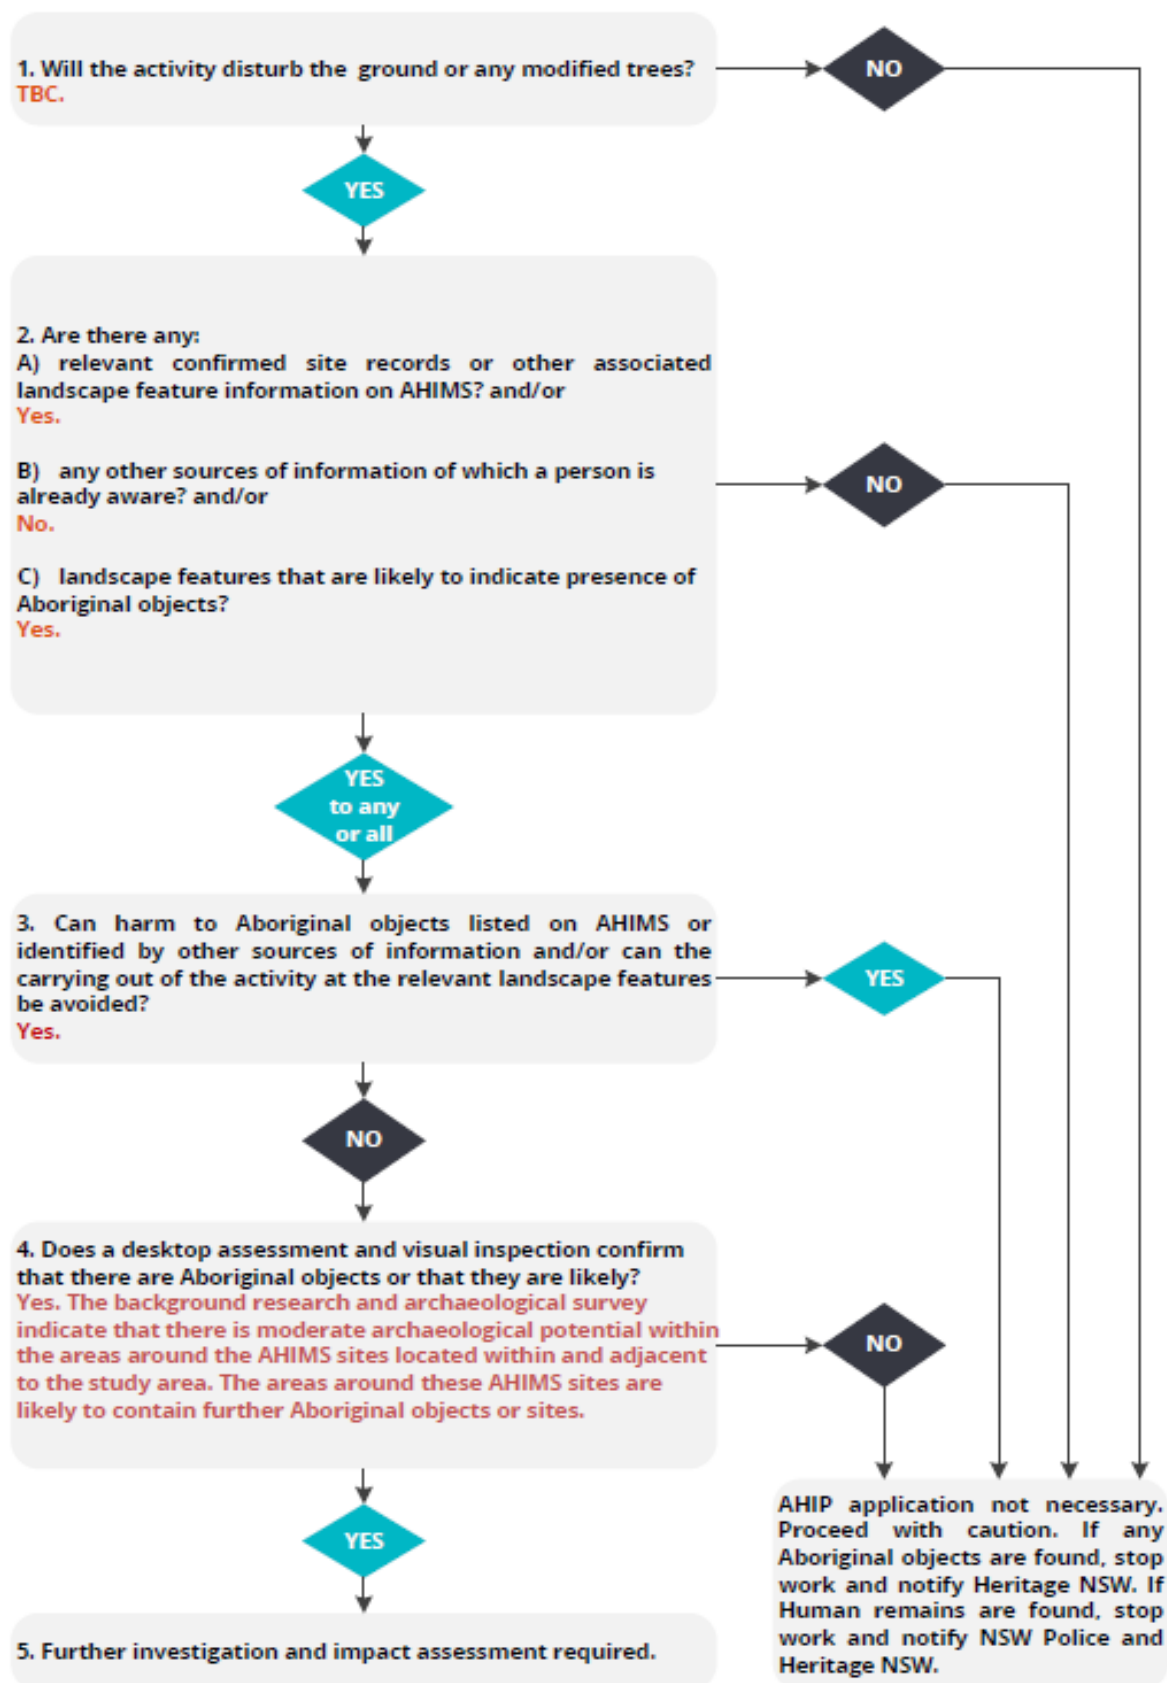 1. Will the activity disturb the ground or any modified trees?
TBC.
NO
YES
2. Are there any:
A) relevant confirmed site records or other associated
landscape feature information on AHIMS? and/or
Yes.
B) any other sources of information of which a person is
already aware? and/or
No.
NO
C) landscape features that are likely to indicate presence of
Aboriginal objects?
Yes.
YES
to any
or all
3. Can harm to Aboriginal objects listed on AHIMS or
identified by other sources of information and/or can the
carrying out of the activity at the relevant landscape features
be avoided?
Yes.
YES
NO
4. Does a desktop assessment and visual inspection confirm
that there are Aboriginal objects or that they are likely?
Yes. The background research and archaeological survey
indicate that there is moderate archaeological potential within
the areas around the AHIMS sites located within and adjacent
to the study area. The areas around these AHIMS sites are
likely to contain further Aboriginal objects or sites.
NO
YES
5. Further investigation and impact assessment required.
AHIP application not necessary.
Proceed with caution. If any
Aboriginal objects are found, stop
work and notify Heritage NSW. If
Human remains are found, stop
work and notify NSW Police and
Heritage NSW.